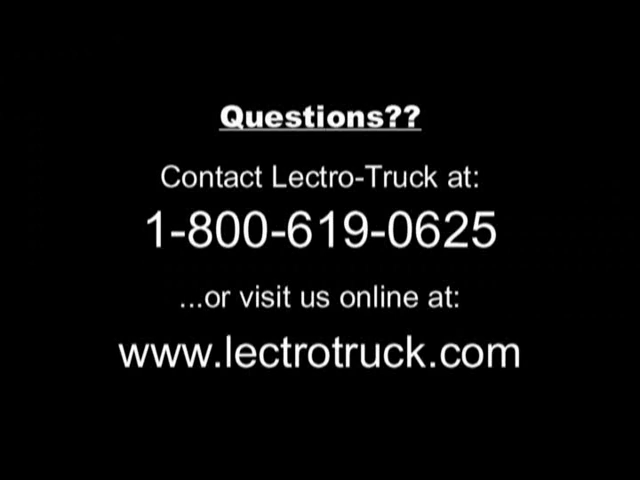 Questions??
Contact Lectro-Truck at:
1-800-619-0625
...or visit us online at:
www.lectrotruck.com